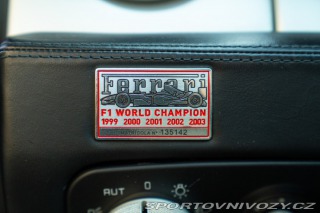 Ferrari
F1 WORLD CHAMPION
1999 2000 2001 2002 2003
135142
AUT 0
SPORTOVNIVOZY.CZ